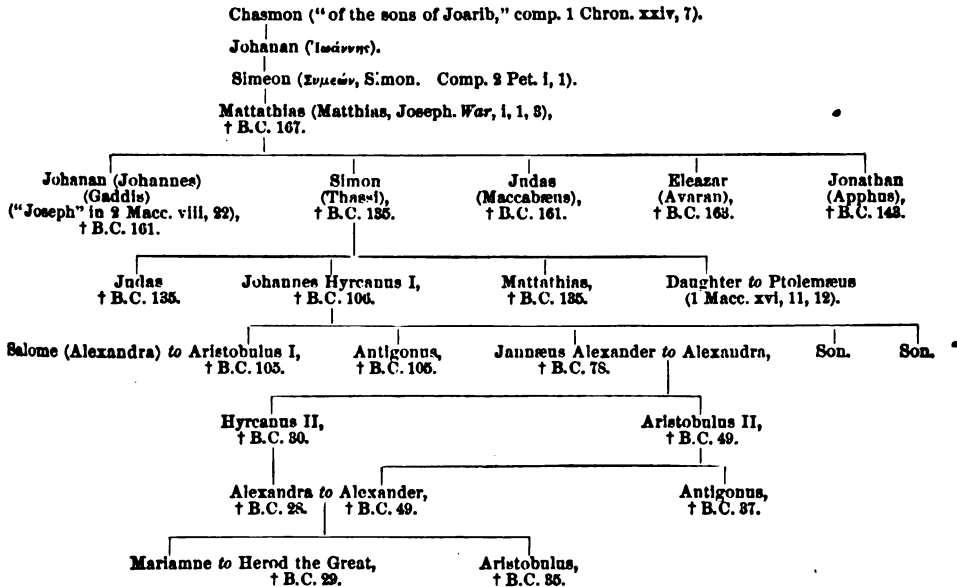 Chasmon (“of the sons of Joarib,” comp. 1 Chron. xxiv, 7).
Johanan (Ἰωάννης).
Simeon (Συμεών, Simon. Comp. 2 Pet. i, 1).
Mattathias (Matthias, Joseph. War, i, 1, 3),
† B.C. 167.
Johanan (Johannes) Simon Judas Eleazar Jonathan
(Gaddis) (Thassi), (Maccabæus), (Avaran), (Apphus),
(“Joseph” in 2 Macc. viii, 22), † B.C. 135. † B.C. 161. † B.C. 163. † B.C. 143.
† B.C. 161.
Judas Johannes Hyrcanus I, Mattathias, Daughter to Ptolemæus
† B.C. 135. † B.C. 106. † B.C. 135. (1 Macc. xvi, 11, 12).
Salome (Alexandra) to Aristobulus I, Antigonus, Jannæus Alexander to Alexandra, Son. Son.
† B.C. 105. † B.C. 105. † B.C. 78.
Hyrcanus II, Aristobulus II,
† B.C. 30. † B.C. 49.
Alexandra to Alexander, Antigonus,
† B.C. 28. † B.C. 49. † B.C. 37.
Mariamne to Herod the Great, Aristobulus,
† B.C. 29. † B.C. 35.